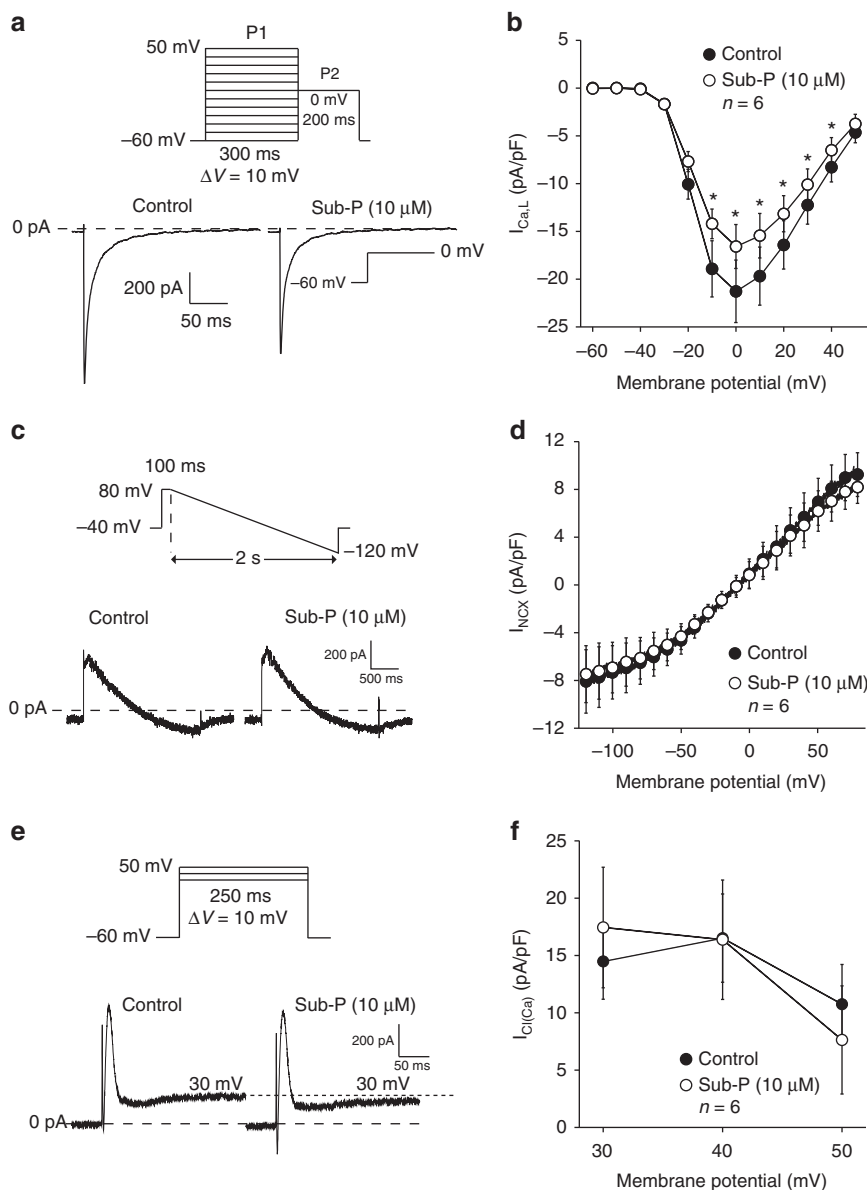 a
50 mV
P1
P2
0 mV
200 ms
–60 mV
300 ms
ΔV = 10 mV
Control
Sub-P (10 μM)
0 pA
0 mV
–60 mV
200 pA
50 ms
b
Control
Sub-P (10 μM)
n = 6
0
–5
–10
–15
–20
–25
* * * * * *
I Ca,L (pA/pF)
–60 –40 –20 0 20 40
Membrane potential (mV)
c
100 ms
80 mV
–40 mV
–120 mV
2 s
Control
Sub-P (10 μM)
200 pA
500 ms
0 pA
d
12
8
4
0
–4
–8
–12
I NCX (pA/pF)
Control
Sub-P (10 μM)
n = 6
–100 –50 0 50
Membrane potential (mV)
e
50 mV
250 ms
ΔV = 10 mV
–60 mV
Control
Sub-P (10 μM)
200 pA
50 ms
30 mV
30 mV
0 pA
f
25
20
15
10
5
0
I Cl(Ca) (pA/pF)
Control
Sub-P (10 μM)
n = 6
30 40 50
Membrane potential (mV)